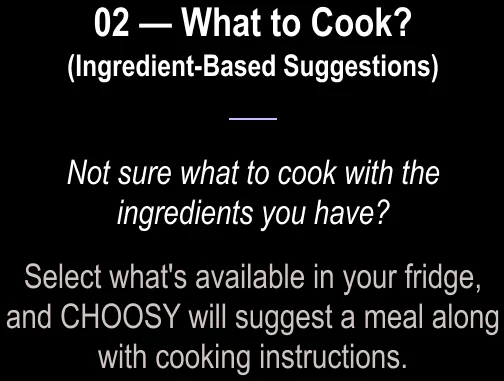 02 — What to Cook?
(Ingredient-Based Suggestions)
Not sure what to cook with the
ingredients you have?
Select what's available in your fridge,
and CHOOSY will suggest a meal along
with cooking instructions.